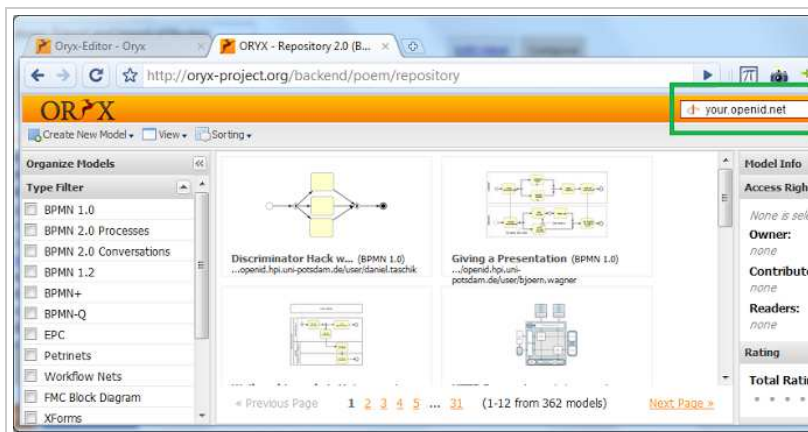 Oryx-Editor - Oryx
ORYX - Repository 2.0 (B...
http://oryx-project.org/backend/poem/repository
ORYX
your.openid.net
Create New Model View Sorting
Organize Models
Type Filter
BPMN 1.0
BPMN 2.0 Processes
BPMN 2.0 Conversations
BPMN 1.2
BPMN+
BPMN-Q
EPC
Petrinets
Workflow Nets
FMC Block Diagram
XForms
Discriminator Hack w... (BPMN 1.0)
...openid.hpi.uni-potsdam.de/user/daniel.taschik
Giving a Presentation (BPMN 1.0)
.../openid.hpi.uni-
potsdam.de/user/bjoern.wagner
« Previous Page 1 2 3 4 5 ... 31 (1-12 from 362 models) Next Page »
Model Info
Access Righ
None is sele
Owner:
none
Contribut
none
Readers:
none
Rating
Total Rati